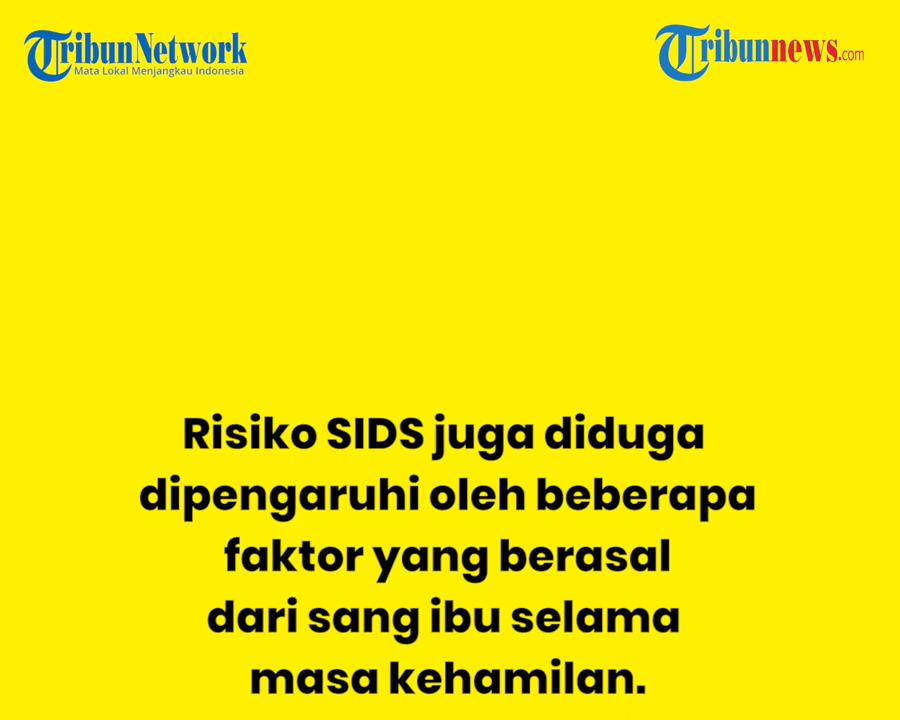 TribunNetwork
Mata Lokal Menjangkau Indonesia
Tribunnews.com
Risiko SIDS juga diduga
dipengaruhi oleh beberapa
faktor yang berasal
dari sang ibu selama
masa kehamilan.